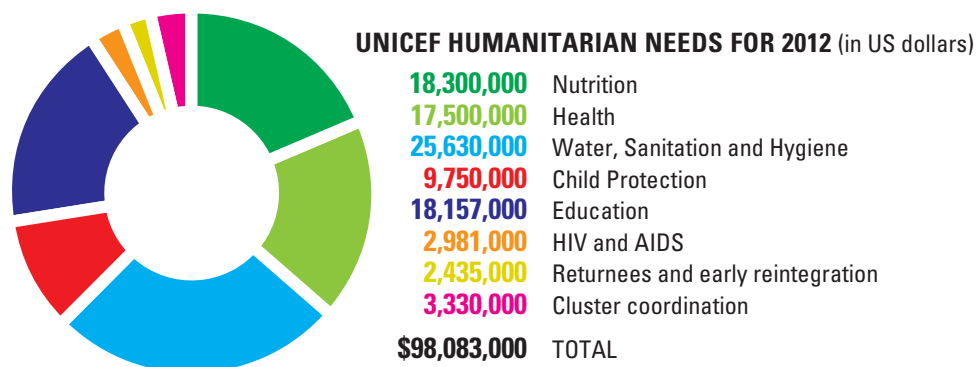 UNICEF HUMANITARIAN NEEDS FOR 2012 (in US dollars)
18,300,000 Nutrition
17,500,000 Health
25,630,000 Water, Sanitation and Hygiene
9,750,000 Child Protection
18,157,000 Education
2,981,000 HIV and AIDS
2,435,000 Returnees and early reintegration
3,330,000 Cluster coordination
$98,083,000 TOTAL